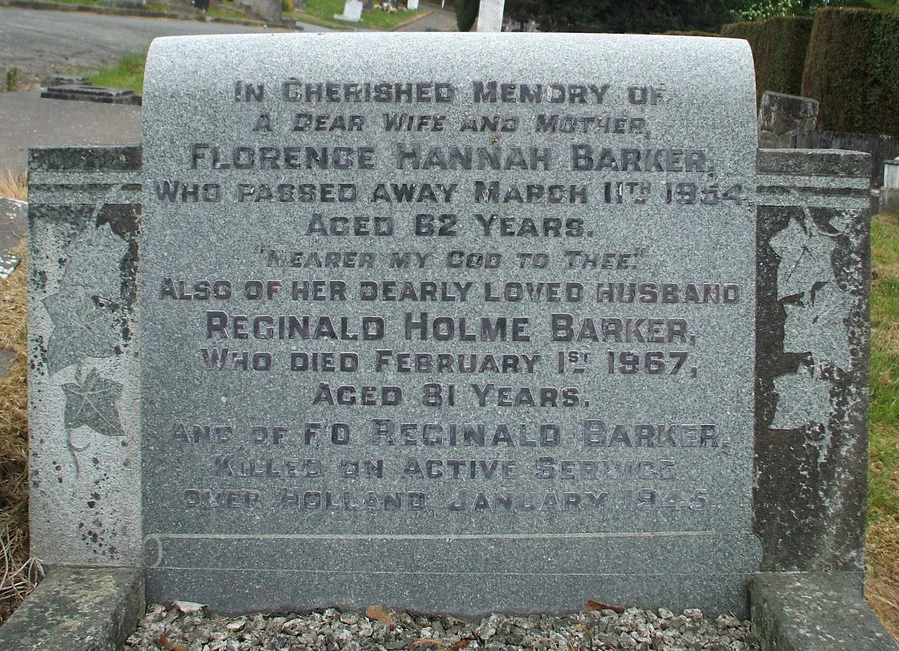 IN CHERISHED MEMORY OF
A DEAR WIFE AND MOTHER,
FLORENCE HANNAH BARKER,
WHO PASSED AWAY MARCH 11TH 1954
AGED 62 YEARS.
"NEARER MY GOD TO THEE."
ALSO OF HER DEARLY LOVED HUSBAND
REGINALD HOLME BARKER,
WHO DIED FEBRUARY 1ST 1967,
AGED 81 YEARS.
AND OF F/O REGINALD BARKER,
KILLED ON ACTIVE SERVICE
OVER HOLLAND JANUARY 1945